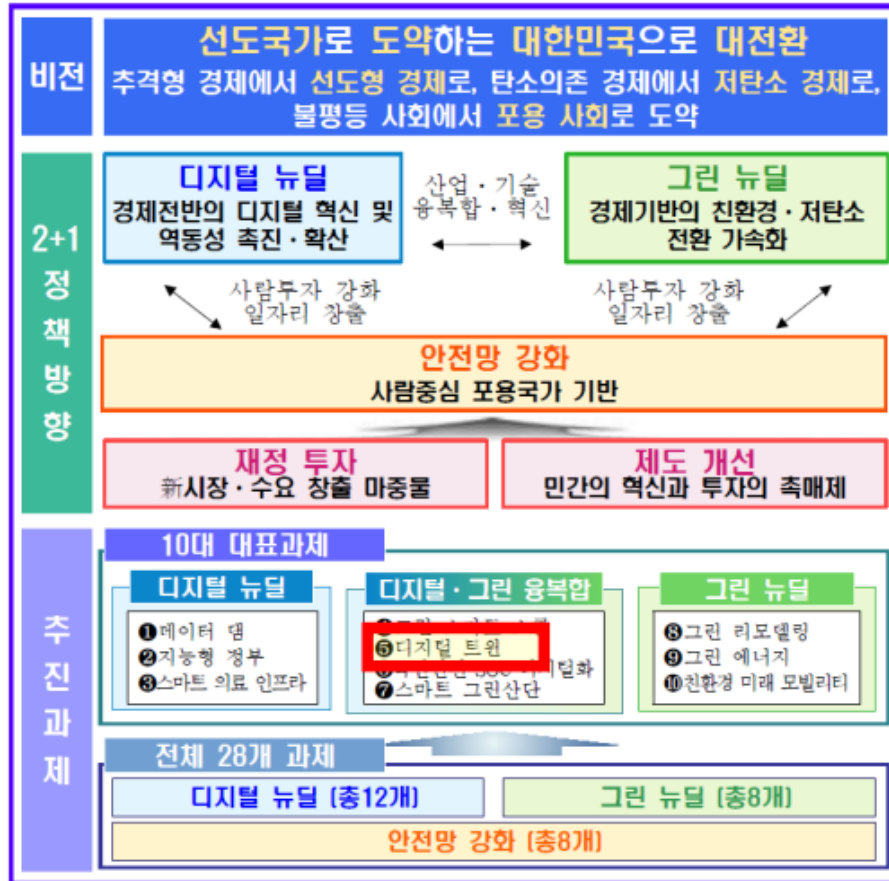 비전
선도국가로 도약하는 대한민국으로 대전환
추격형 경제에서 선도형 경제로, 탄소의존 경제에서 저탄소 경제로,
불평등 사회에서 포용 사회로 도약
2+1
정
책
방
향
디지털 뉴딜
경제전반의 디지털 혁신 및
역동성 촉진·확산
산업·기술
융복합·혁신
그린 뉴딜
경제기반의 친환경·저탄소
전환 가속화
사람투자 강화
일자리 창출
사람투자 강화
일자리 창출
안전망 강화
사람중심 포용국가 기반
재정 투자
新시장·수요 창출 마중물
제도 개선
민간의 혁신과 투자의 촉매제
추
진
과
제
10대 대표과제
디지털 뉴딜
❶데이터 댐
❷지능형 정부
❸스마트 의료 인프라
디지털·그린 융복합
❺디지털 트윈
❼스마트 그린산단
그린 뉴딜
❽그린 리모델링
❾그린 에너지
❿친환경 미래 모빌리티
전체 28개 과제
디지털 뉴딜 (총12개)
그린 뉴딜 (총8개)
안전망 강화 (총8개)